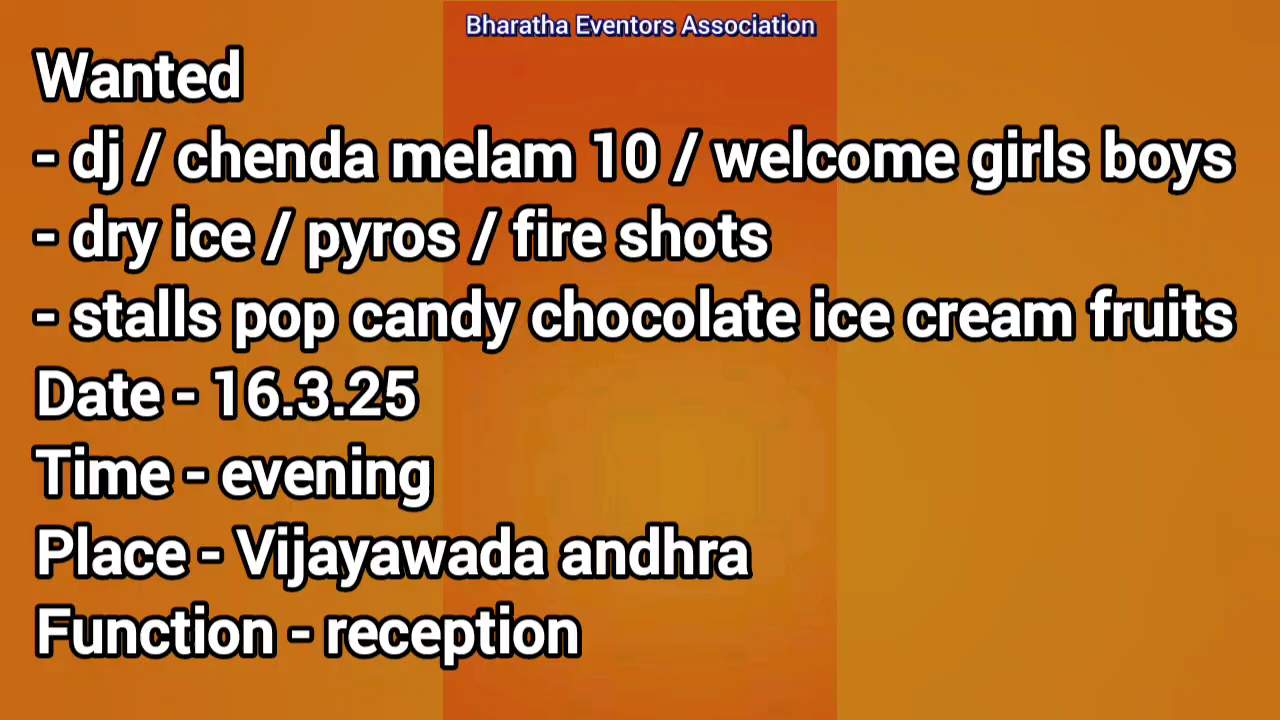 Bharatha Eventors Association
Wanted
- dj / chenda melam 10 / welcome girls boys
- dry ice / pyros / fire shots
- stalls pop candy chocolate ice cream fruits
Date - 16.3.25
Time - evening
Place - Vijayawada andhra
Function - reception